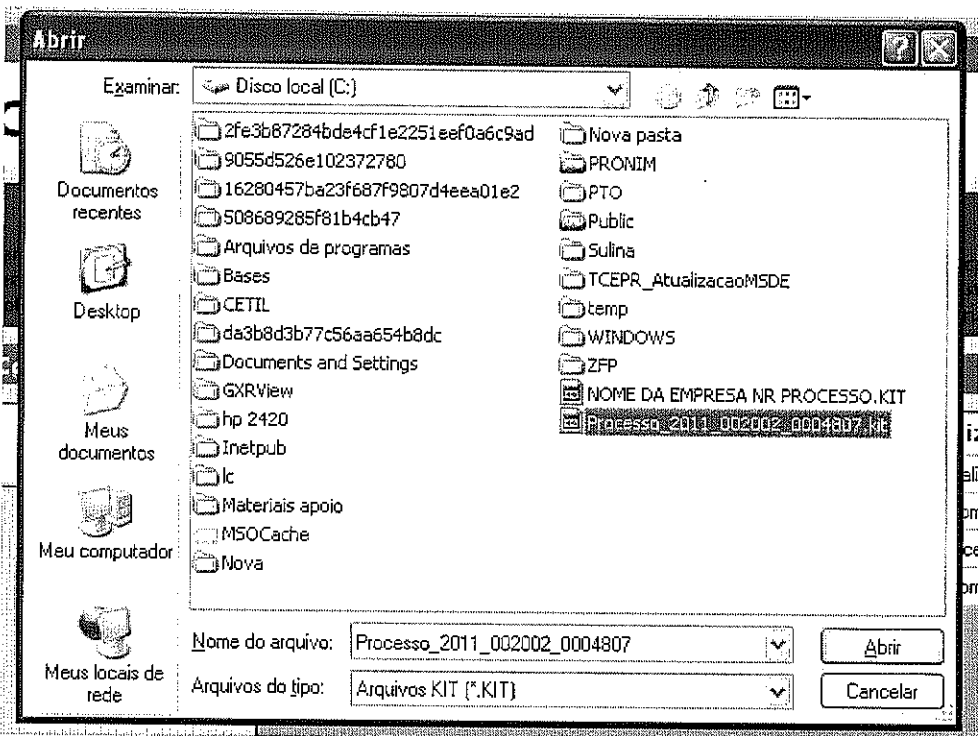 Abrir
Examinar: Disco local (C:)
2fe3b87284bde4cf1e2251eef0a6c9ad
9055d526e102372780
16280457ba23f687f9807d4eea01e2
508689285f81b4cb47
Arquivos de programas
Bases
CETIL
da3b8d3b77c56aa654b8dc
Documents and Settings
GXRView
hp 2420
Inetpub
lc
Materiais apoio
MSOCache
Nova
Nova pasta
PRONIM
PTO
Public
Sulina
TCEPR_AtualizacaoMSDE
temp
WINDOWS
ZFP
NOME DA EMPRESA NR PROCESSO.KIT
Processo_2011_002002_0004807.kit
Documentos
recentes
Desktop
Meus
documentos
Meu computador
Meus locais de
rede
Nome do arquivo: Processo_2011_002002_0004807
Abrir
Arquivos do tipo: Arquivos KIT (*.KIT)
Cancelar